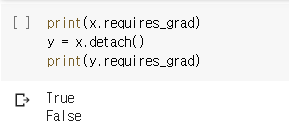 [ ] print(x.requires_grad)
y = x.detach()
print(y.requires_grad)
True
False